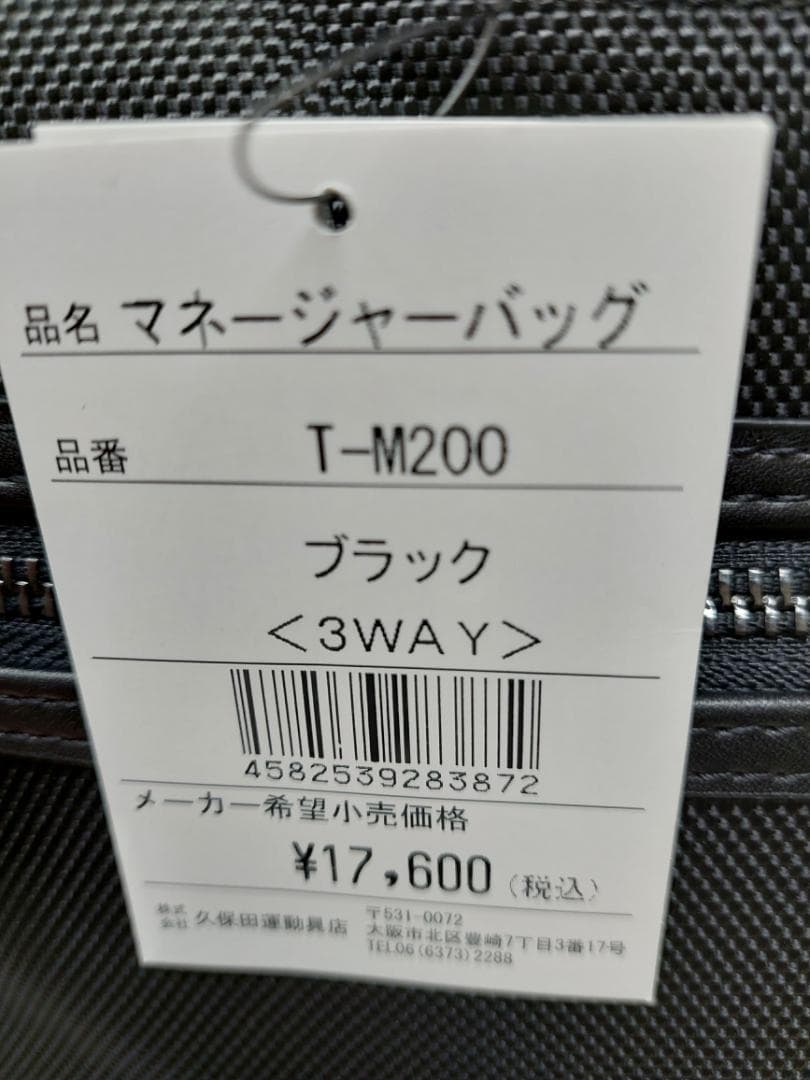 品名 マネージャーバッグ
品番 T-M200
ブラック
<3WAY>
4582539283872
メーカー希望小売価格
¥17,600(税込)
株式会社 久保田運動具店
〒531-0072
大阪市北区豊崎7丁目3番17号
TEL06(6373)2288